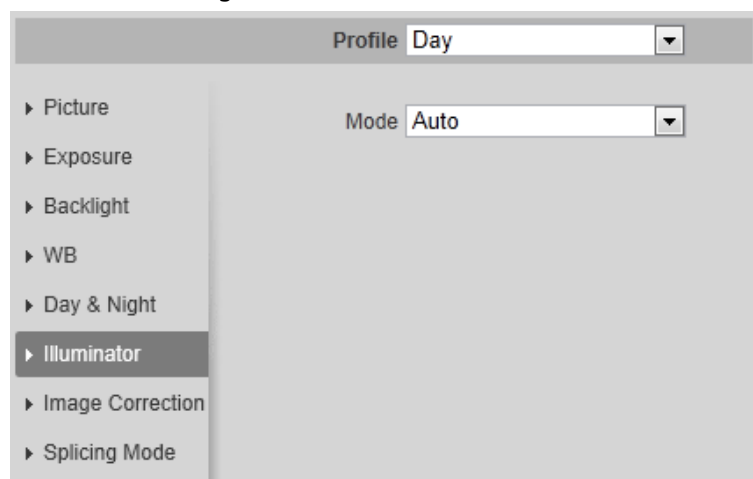 Profile Day
Picture
Mode Auto
Exposure
Backlight
WB
Day & Night
Illuminator
Image Correction
Splicing Mode